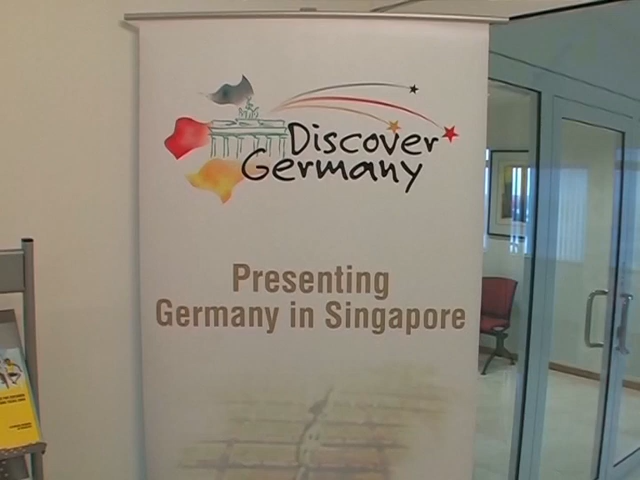 Discover
Germany
Presenting
Germany in Singapore